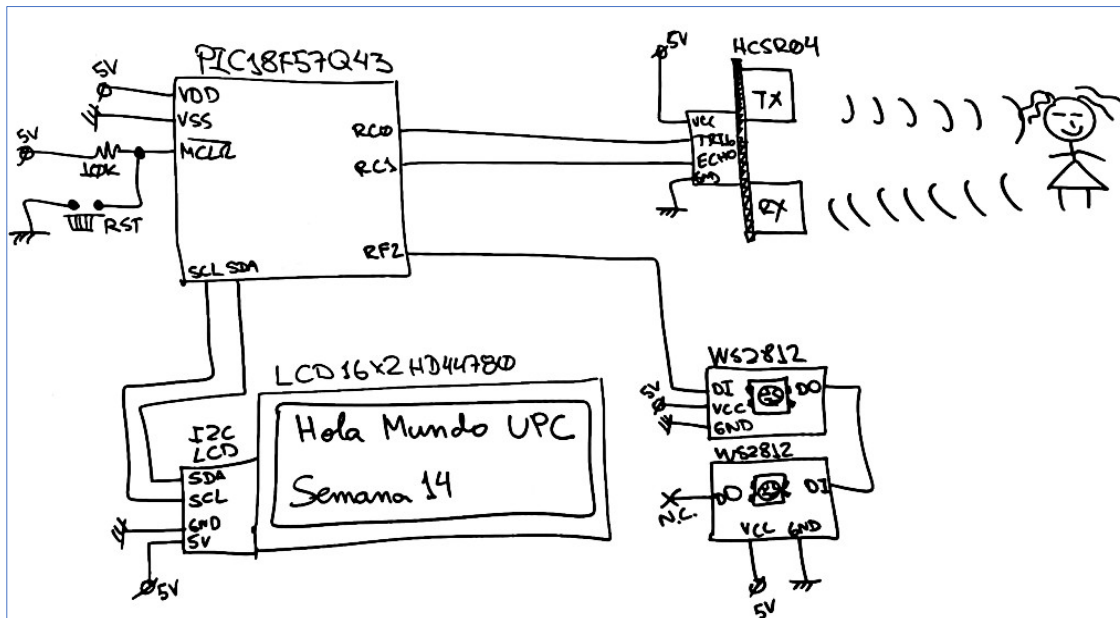 PIC18F57Q43
5V
VDD
VSS
5V
10K
MCLR
RST
RC0
RC1
RF2
SCL SDA
5V
HCSR04
VCC
TRIG
ECHO
GND
TX
RX
LCD 16x2 HD44780
Hola Mundo UPC
Semana 14
I2C
LCD
SDA
SCL
GND
5V
5V
WS2812
DI
VCC
GND
DO
5V
WS2812
DO
DI
VCC
GND
N.C.
5V